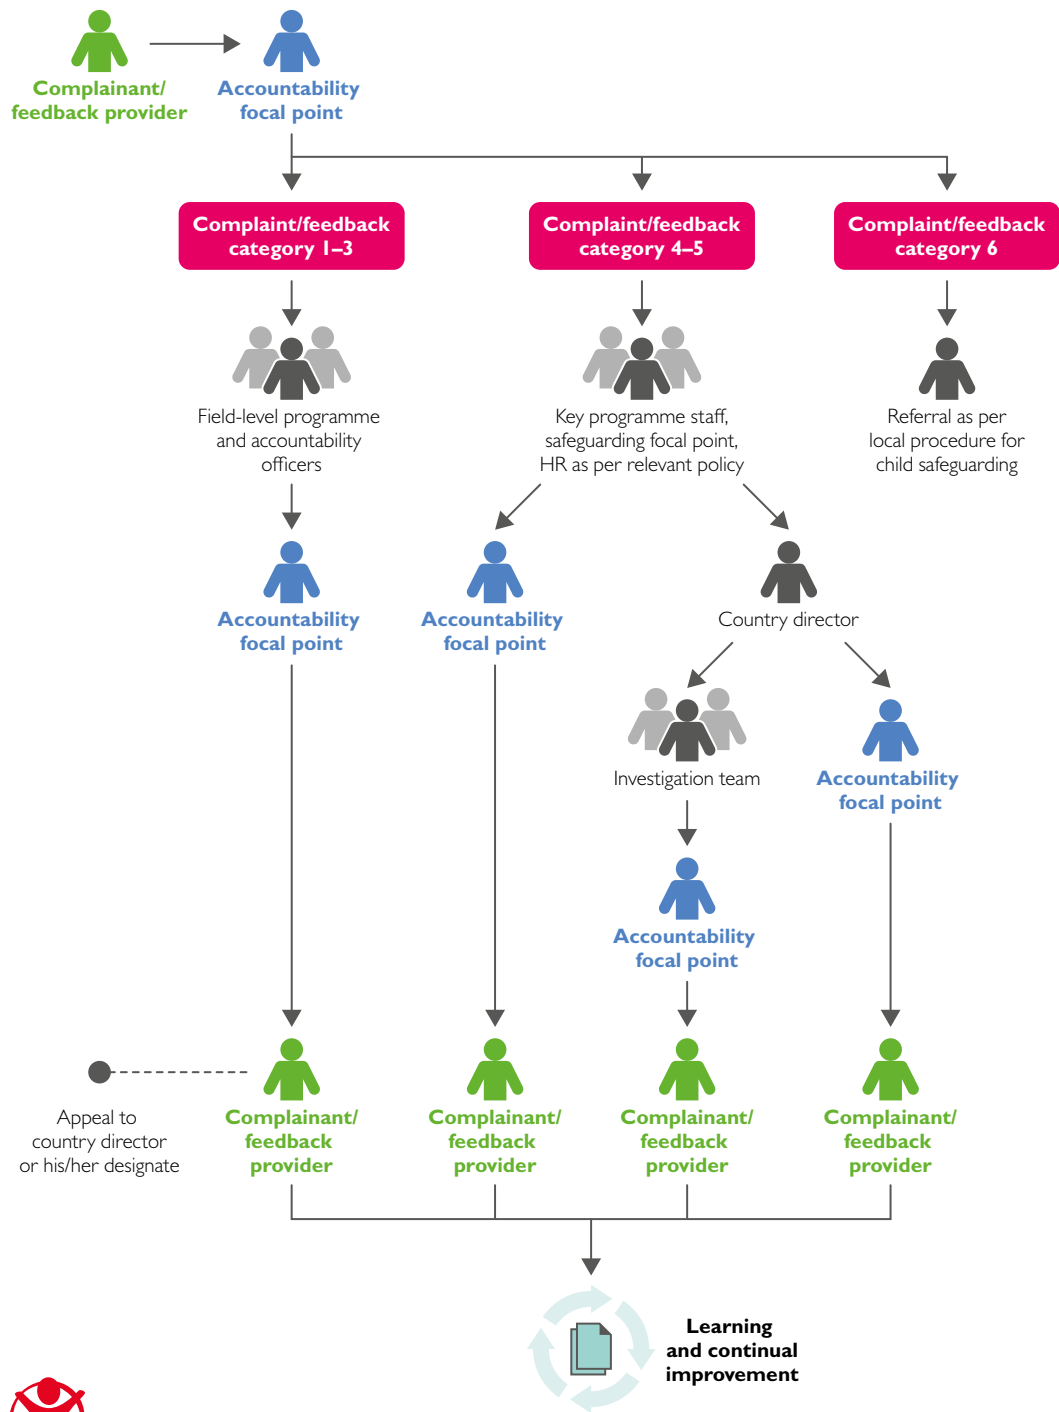 Complainant/
feedback provider
Accountability
focal point
Complaint/feedback
category 1–3
Complaint/feedback
category 4–5
Complaint/feedback
category 6
Field-level programme
and accountability
officers
Key programme staff,
safeguarding focal point,
HR as per relevant policy
Referral as per
local procedure for
child safeguarding
Accountability
focal point
Accountability
focal point
Country director
Investigation team
Accountability
focal point
Accountability
focal point
Appeal to
country director
or his/her designate
Complainant/
feedback
provider
Complainant/
feedback
provider
Complainant/
feedback
provider
Complainant/
feedback
provider
Learning
and continual
improvement